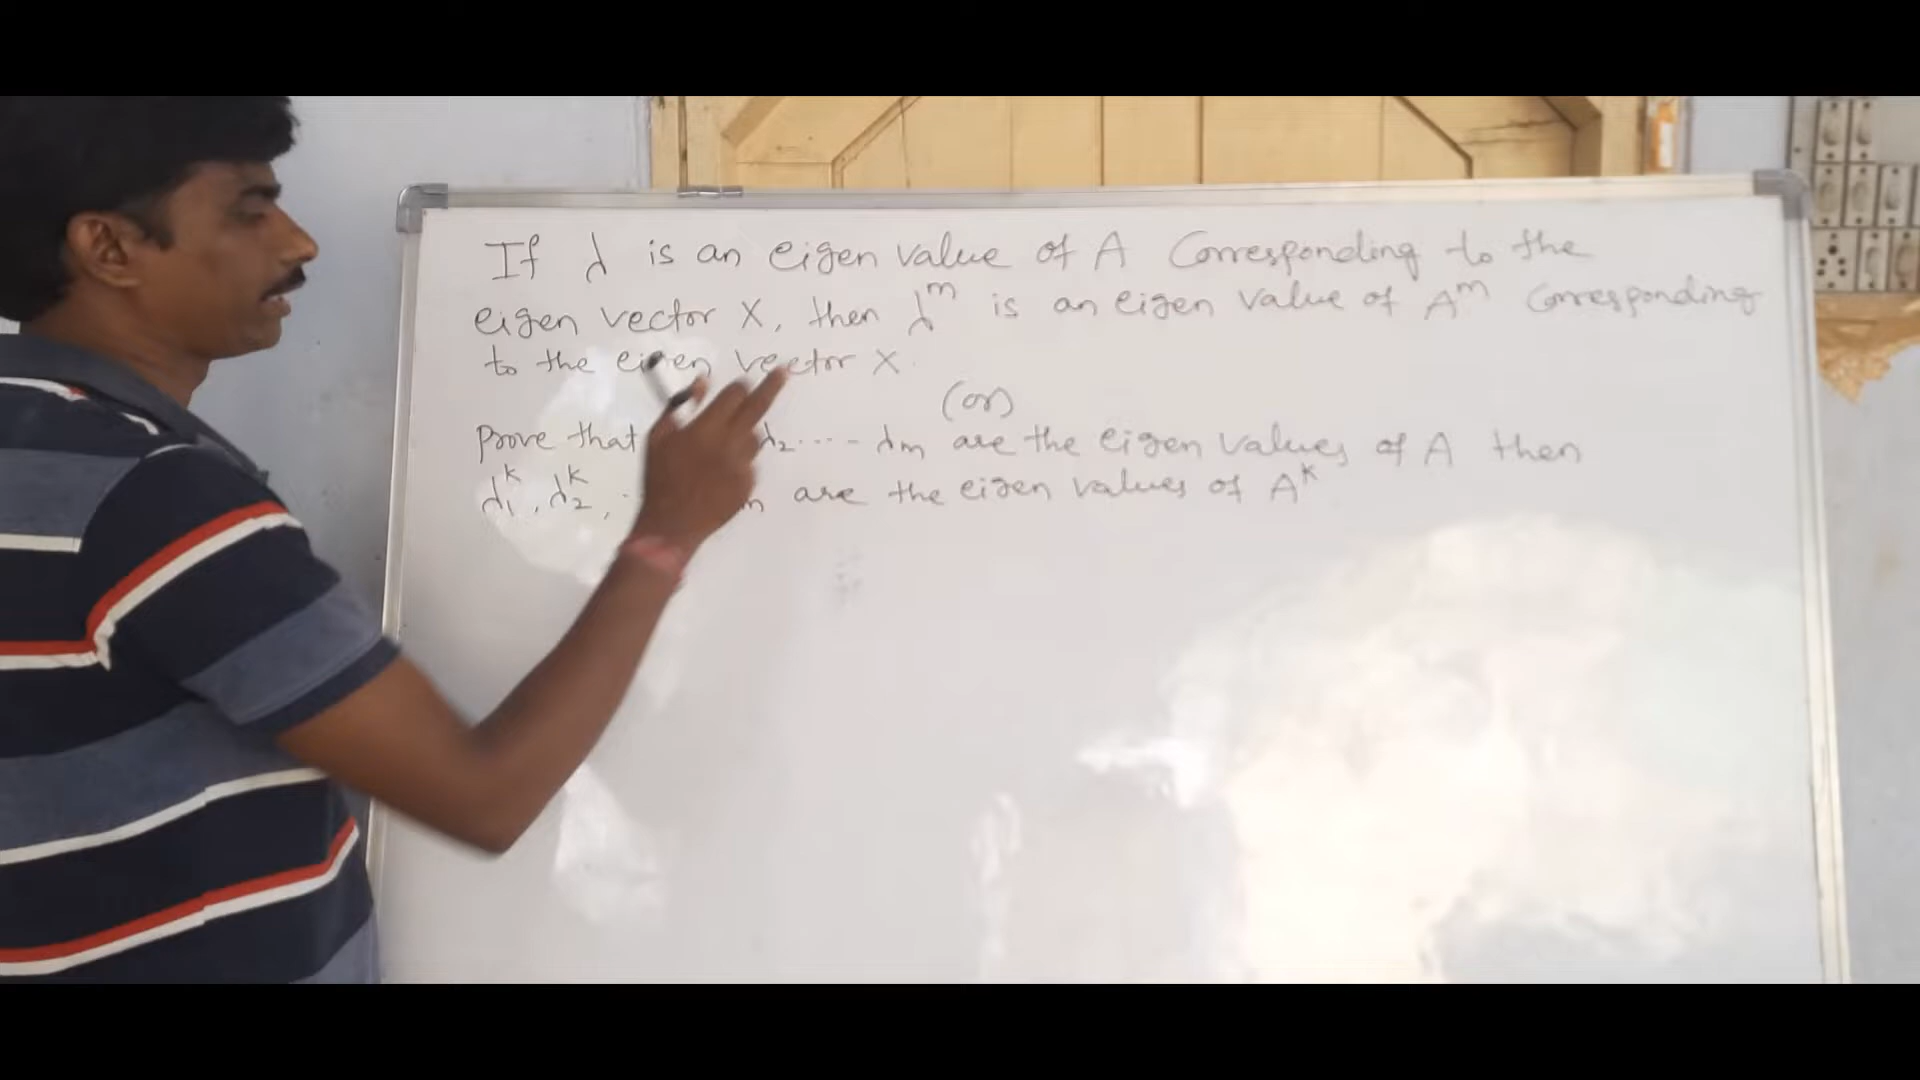 If λ is an eigen value of A Corresponding to the
eigen vector X, then λ^m is an eigen value of A^m Corresponding
to the eigen vector X.
(or)
Prove that λ₂ ... - λm are the eigen values of A then
λ₁^k, λ₂^k, .. are the eigen values of A^k